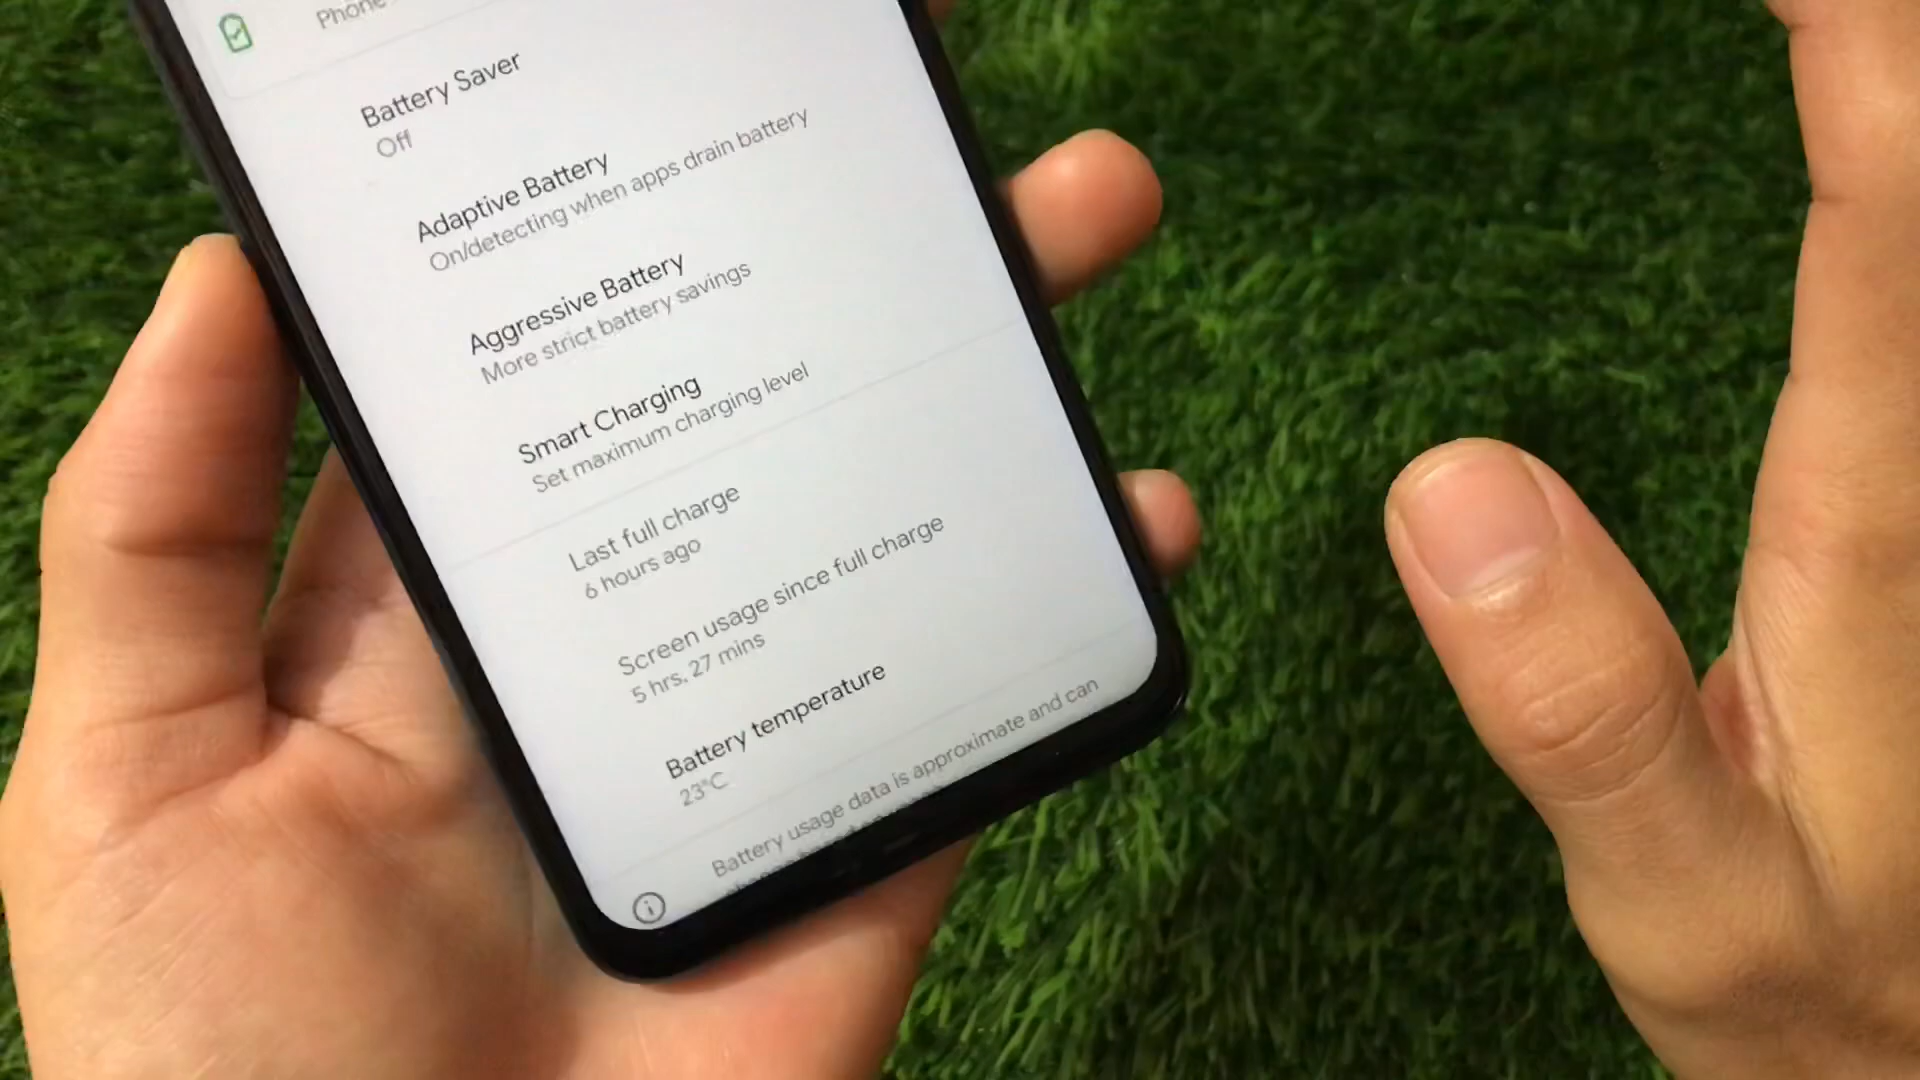 Phone
Battery Saver
Off
Adaptive Battery
On/detecting when apps drain battery
Aggressive Battery
More strict battery savings
Smart Charging
Set maximum charging level
Last full charge
6 hours ago
Screen usage since full charge
5 hrs, 27 mins
Battery temperature
23°C
Battery usage data is approximate and can